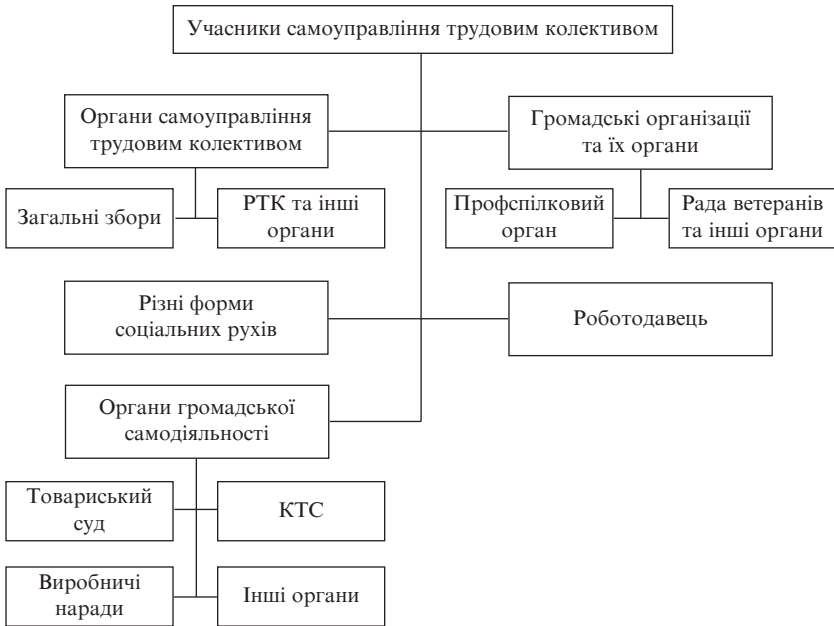 Учасники самоуправління трудовим колективом
Органи самоуправління
трудовим колективом
Громадські організації
та їх органи
Загальні збори
РТК та інші
органи
Профспілковий
орган
Рада ветеранів
та інші органи
Різні форми
соціальних рухів
Роботодавець
Органи громадської
самодіяльності
Товариський
суд
КТС
Виробничі
наради
Інші органи